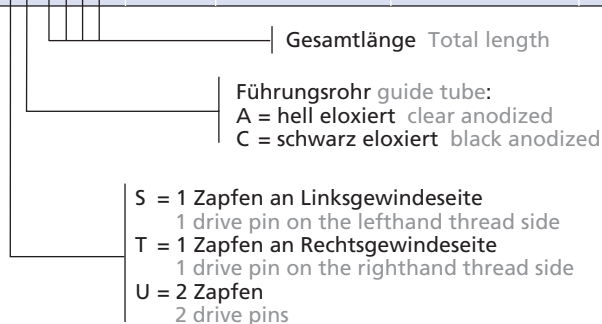 Gesamtlänge Total length
Führungsrohr guide tube:
A = hell eloxiert clear anodized
C = schwarz eloxiert black anodized
S = 1 Zapfen an Linksgewindeseite
1 drive pin on the lefthand thread side
T = 1 Zapfen an Rechtsgewindeseite
1 drive pin on the righthand thread side
U = 2 Zapfen
2 drive pins